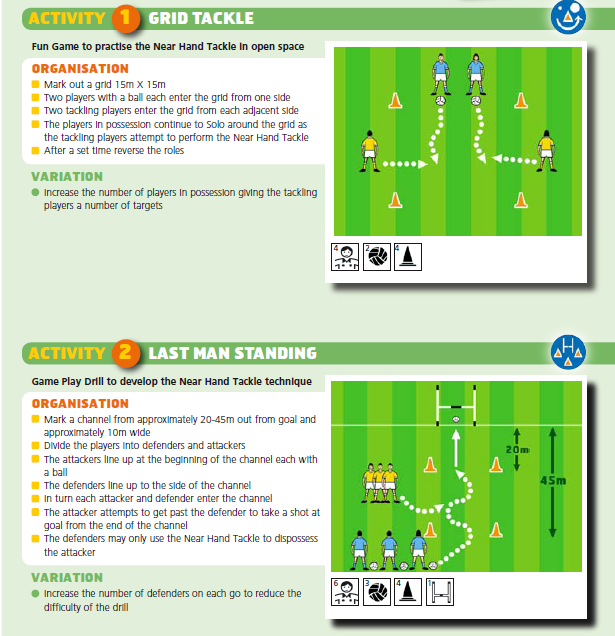 ACTIVITY 1 GRID TACKLE
Fun Game to practise the Near Hand Tackle in open space
ORGANISATION
Mark out a grid 15m X 15m
Two players with a ball each enter the grid from one side
Two tackling players enter the grid from each adjacent side
The players in possession continue to Solo around the grid as
the tackling players attempt to perform the Near Hand Tackle
After a set time reverse the roles
VARIATION
Increase the number of players in possession giving the tackling
players a number of targets
4 2 4
ACTIVITY 2 LAST MAN STANDING
Game Play Drill to develop the Near Hand Tackle technique
ORGANISATION
Mark a channel from approximately 20-45m out from goal and
approximately 10m wide
Divide the players into defenders and attackers
The attackers line up at the beginning of the channel each with
a ball
The defenders line up to the side of the channel
In turn each attacker and defender enter the channel
The attacker attempts to get past the defender to take a shot at
goal from the end of the channel
The defenders may only use the Near Hand Tackle to dispossess
the attacker
VARIATION
Increase the number of defenders on each go to reduce the
difficulty of the drill
20m
45m
6 3 4 1